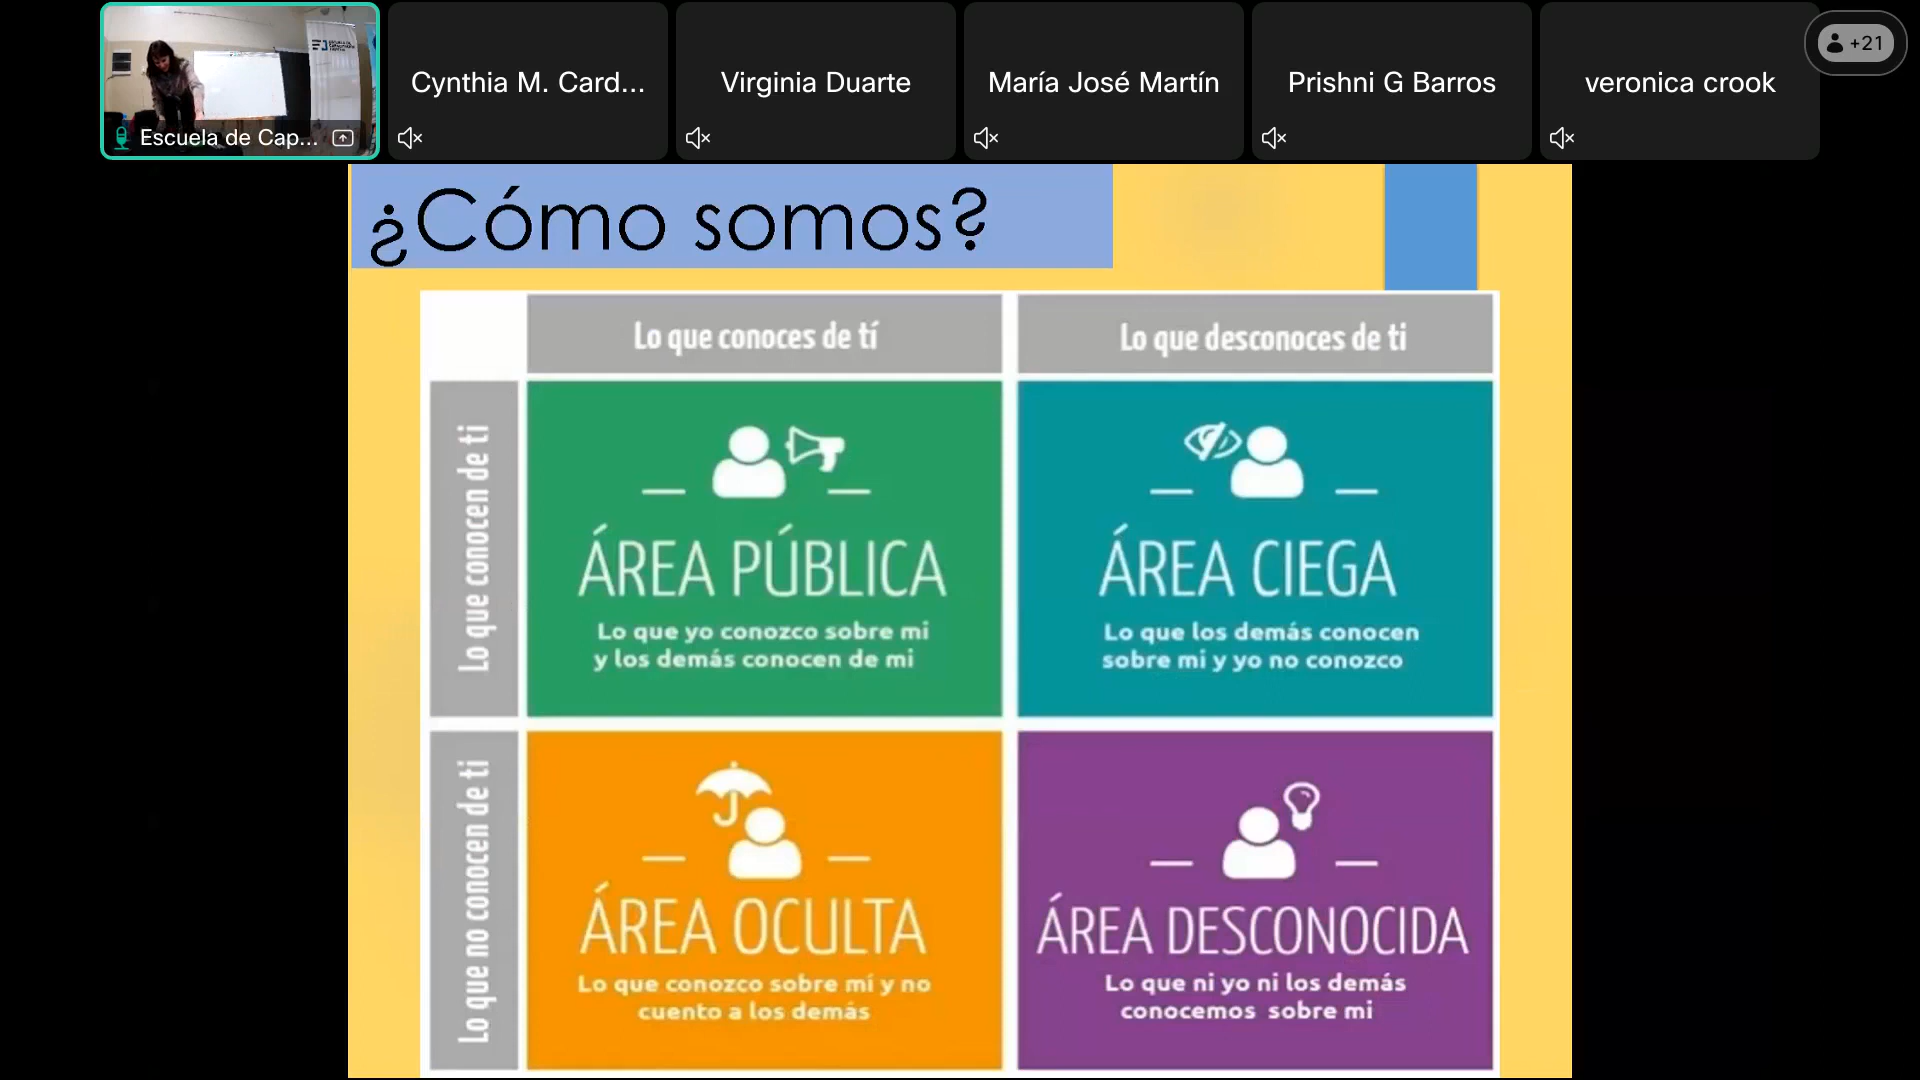 Escuela de Cap...
Cynthia M. Card...
Virginia Duarte
María José Martín
Prishni G Barros
veronica crook
+21
¿Cómo somos?
Lo que conoces de tí
Lo que desconoces de ti
Lo que conocen de ti
ÁREA PÚBLICA
Lo que yo conozco sobre mi
y los demás conocen de mi
ÁREA CIEGA
Lo que los demás conocen
sobre mi y yo no conozco
Lo que no conocen de ti
ÁREA OCULTA
Lo que conozco sobre mí y no
cuento a los demás
ÁREA DESCONOCIDA
Lo que ni yo ni los demás
conocemos sobre mi